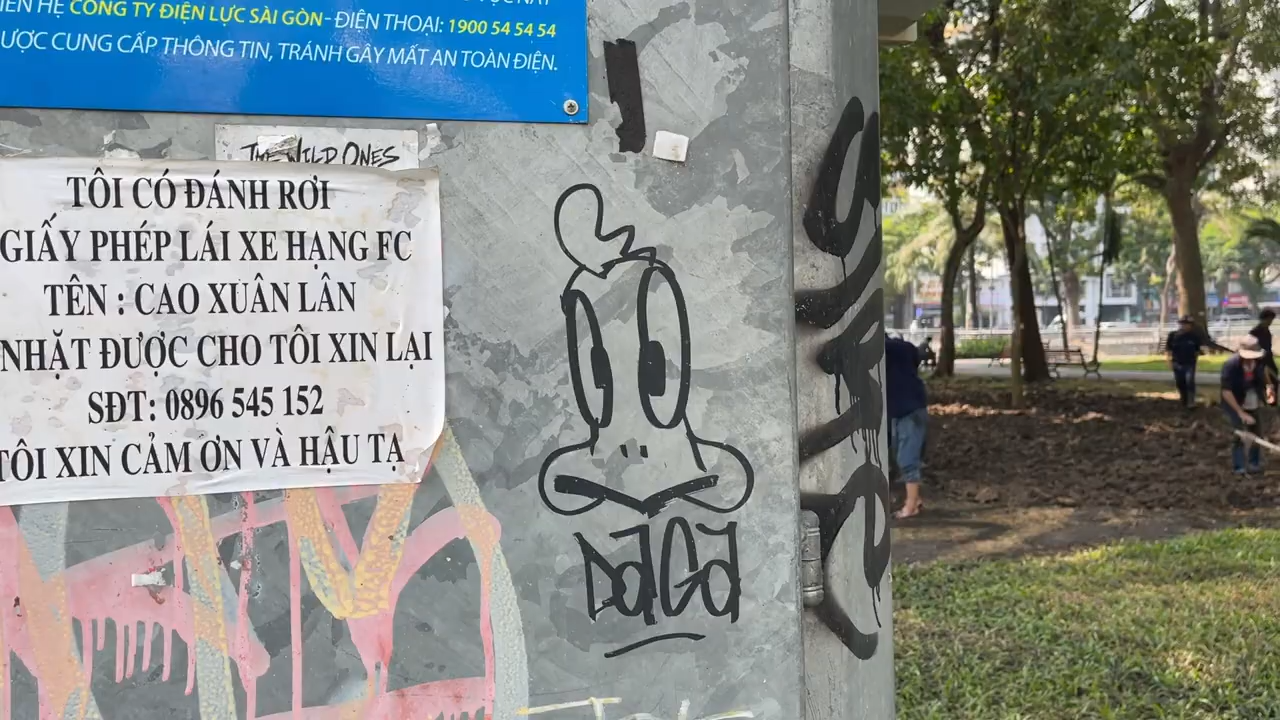 CÔNG TY ĐIỆN LỰC SÀI GÒN - ĐIỆN THOẠI: 1900 54 54 54
ƯỢC CUNG CẤP THÔNG TIN, TRÁNH GÂY MẤT AN TOÀN ĐIỆN.
THE WILD ONES
TÔI CÓ ĐÁNH RƠI
GIẤY PHÉP LÁI XE HẠNG FC
TÊN : CAO XUÂN LÂN
NHẶT ĐƯỢC CHO TÔI XIN LẠI
SĐT: 0896 545 152
TÔI XIN CẢM ƠN VÀ HẬU TẠ
DaGa